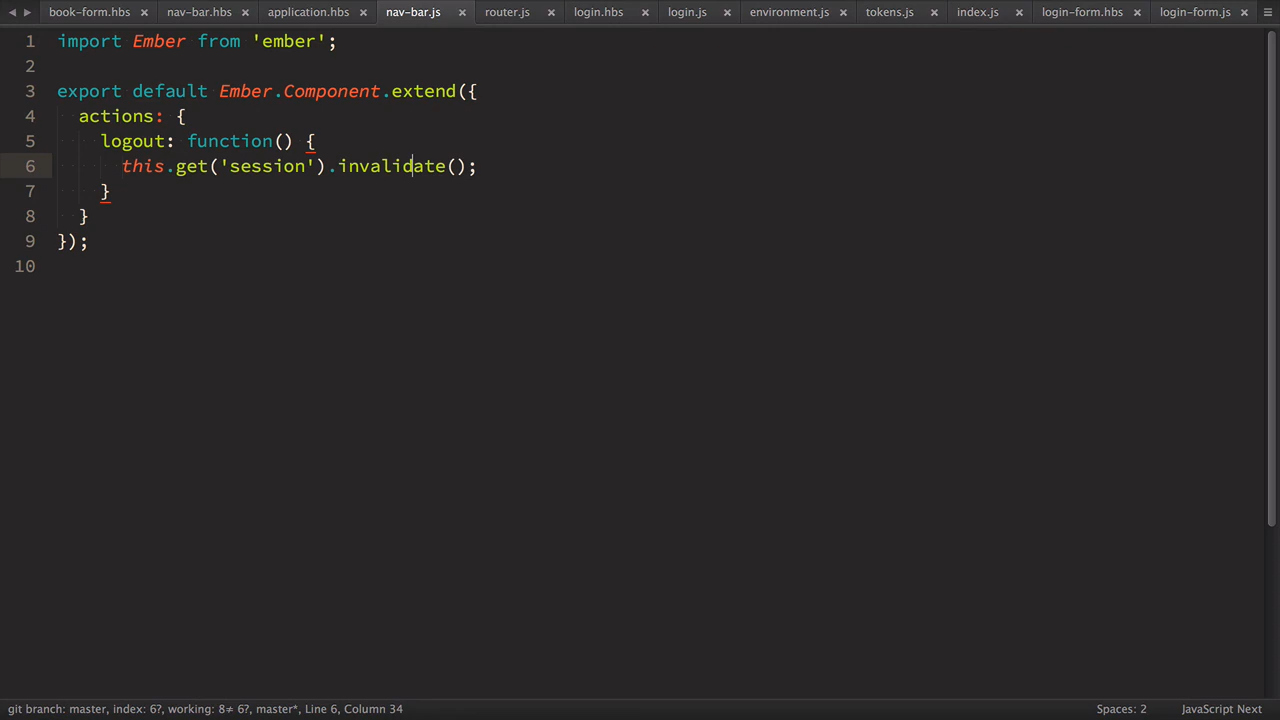 book-form.hbs × nav-bar.hbs × application.hbs × nav-bar.js × router.js × login.hbs × login.js × environment.js × tokens.js × index.js × login-form.hbs × login-form.js ×
1 import Ember from 'ember';
2
3 export default Ember.Component.extend({
4 actions: {
5 logout: function() {
6 this.get('session').invalidate();
7 }
8 }
9 });
10
git branch: master, index: 6?, working: 8≠ 6?, master*, Line 6, Column 34 Spaces: 2 JavaScript Next